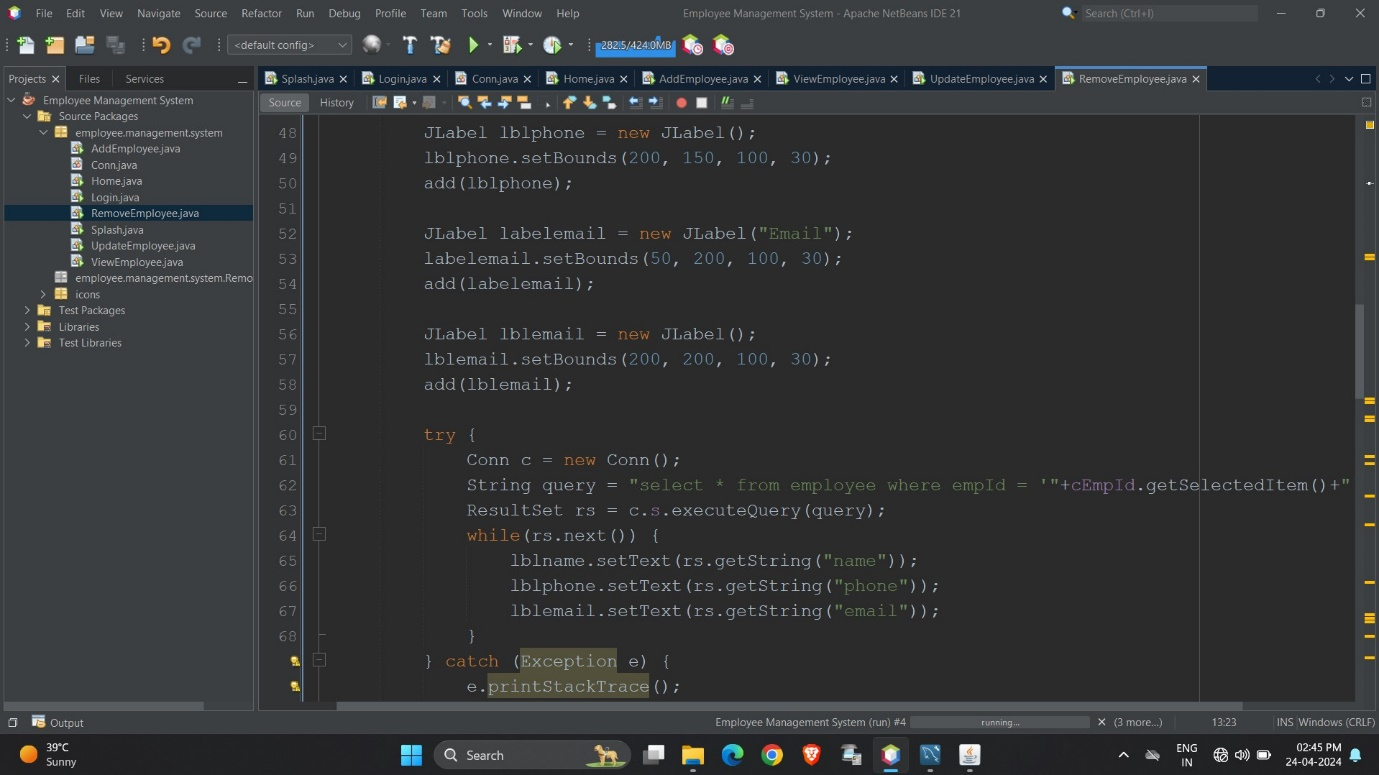 File Edit View Navigate Source Refactor Run Debug Profile Team Tools Window Help
Employee Management System - Apache NetBeans IDE 21
Search (Ctrl+I)
<default config>
282.5/424.0MB
Projects Files Services
Splash.java Login.java Conn.java Home.java AddEmployee.java ViewEmployee.java UpdateEmployee.java RemoveEmployee.java
Employee Management System
Source Packages
employee.management.system
AddEmployee.java
Conn.java
Home.java
Login.java
RemoveEmployee.java
Splash.java
UpdateEmployee.java
ViewEmployee.java
employee.management.system.Remo
icons
Test Packages
Libraries
Test Libraries
Source History
48 JLabel lblphone = new JLabel();
49 lblphone.setBounds(200, 150, 100, 30);
50 add(lblphone);
51
52 JLabel labelemail = new JLabel("Email");
53 labelemail.setBounds(50, 200, 100, 30);
54 add(labelemail);
55
56 JLabel lblemail = new JLabel();
57 lblemail.setBounds(200, 200, 100, 30);
58 add(lblemail);
59
60 try {
61 Conn c = new Conn();
62 String query = "select * from employee where empId = '"+cEmpId.getSelectedItem()+"
63 ResultSet rs = c.s.executeQuery(query);
64 while(rs.next()) {
65 lblname.setText(rs.getString("name"));
66 lblphone.setText(rs.getString("phone"));
67 lblemail.setText(rs.getString("email"));
68 }
} catch (Exception e) {
e.printStackTrace();
Output
Employee Management System (run) #4 running... (3 more...) 13:23 INS Windows (CRLF)
39°C
Sunny
Search
ENG
IN
02:45 PM
24-04-2024